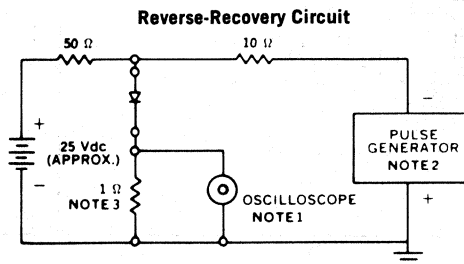 Reverse-Recovery Circuit
50 Ω
10 Ω
+
25 Vdc
(APPROX.)
−
1 Ω
NOTE 3
OSCILLOSCOPE
NOTE 1
−
PULSE
GENERATOR
NOTE 2
+